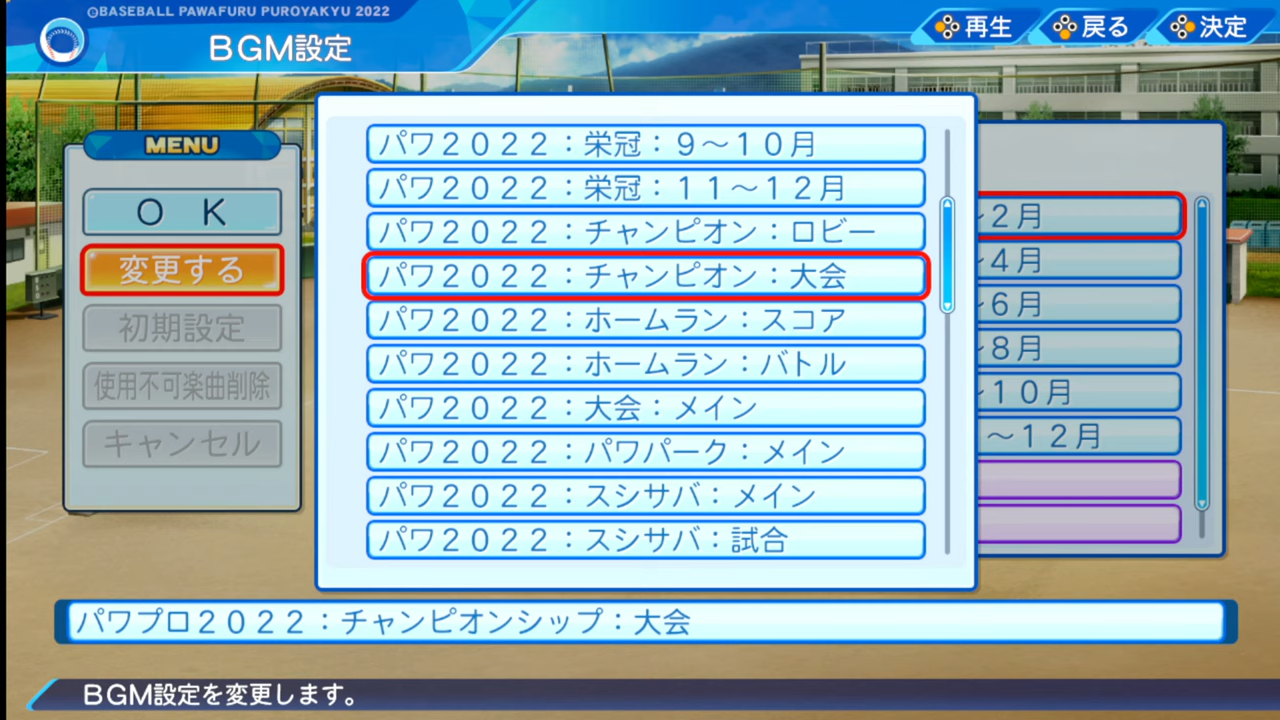 ©BASEBALL PAWAFURU PUROYAKYU 2022
BGM設定
再生
戻る
決定
MENU
OK
変更する
初期設定
使用不可楽曲削除
キャンセル
パワ2022：栄冠：9～10月
パワ2022：栄冠：11～12月
パワ2022：チャンピオン：ロビー
パワ2022：チャンピオン：大会
パワ2022：ホームラン：スコア
パワ2022：ホームラン：バトル
パワ2022：大会：メイン
パワ2022：パワパーク：メイン
パワ2022：スシサバ：メイン
パワ2022：スシサバ：試合
～2月
～4月
～6月
～8月
～10月
～12月
パワプロ2022：チャンピオンシップ：大会
BGM設定を変更します。